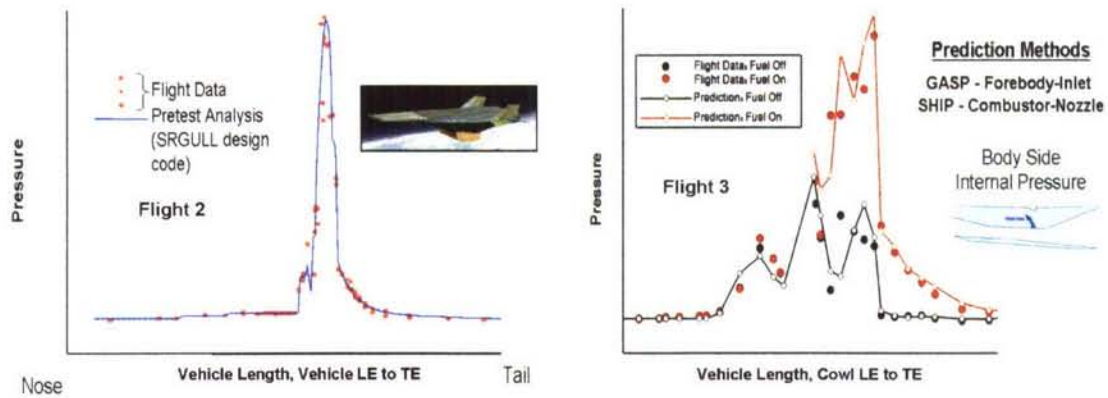 Flight Data
Pretest Analysis
(SRGULL design
code)
Flight 2
Pressure
Vehicle Length, Vehicle LE to TE
Nose
Tail
Flight Data, Fuel Off
Flight Data, Fuel On
Prediction, Fuel Off
Prediction, Fuel On
Prediction Methods
GASP - Forebody-Inlet
SHIP - Combustor-Nozzle
Body Side
Internal Pressure
Flight 3
Pressure
Vehicle Length, Cowl LE to TE